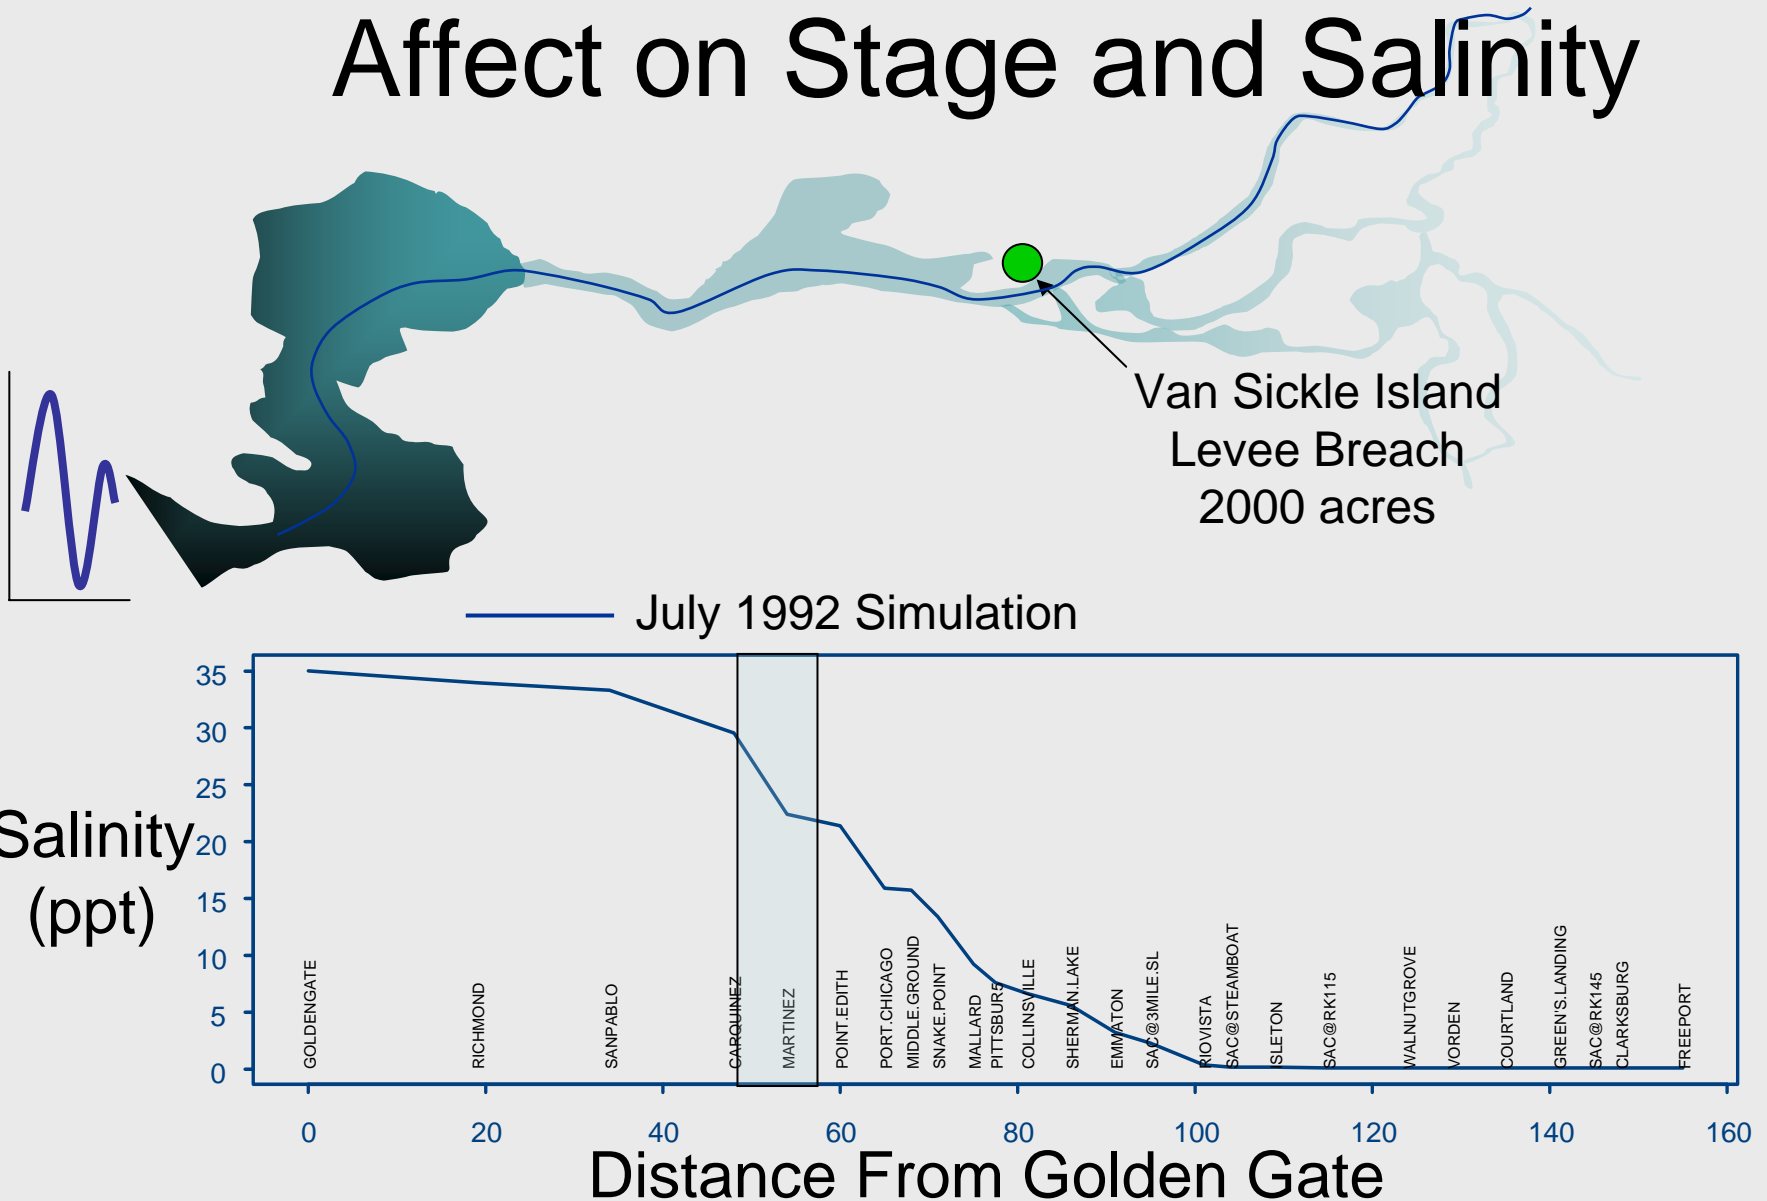 Affect on Stage and Salinity
Van Sickle Island
Levee Breach
2000 acres
July 1992 Simulation
35
30
25
20
15
10
5
0
Salinity
(ppt)
GOLDENGATE
RICHMOND
SANPABLO
CARQUINEZ
MARTINEZ
POINT.EDITH
PORT.CHICAGO
MIDDLE.GROUND
SNAKE.POINT
MALLARD
PITTSBUR5
COLLINSVILLE
SHERMAN.LAKE
EMMATON
SAC@3MILE.SL
RIOVISTA
SAC@STEAMBOAT
ISLETON
SAC@RK115
WALNUTGROVE
VORDEN
COURTLAND
GREEN'S.LANDING
SAC@RK145
CLARKSBURG
FREEPORT
0 20 40 60 80 100 120 140 160
Distance From Golden Gate